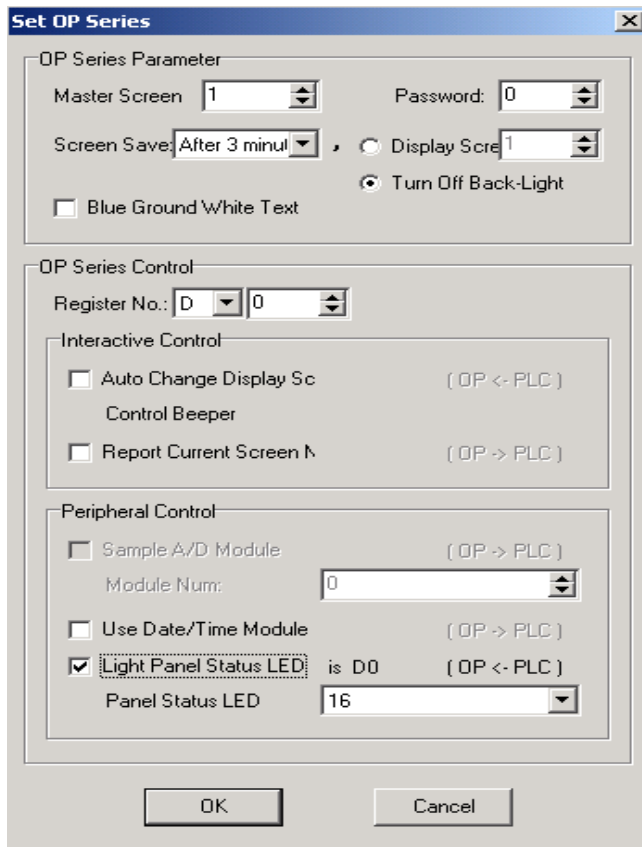 Set OP Series
OP Series Parameter
Master Screen 1 Password: 0
Screen Save: After 3 minut , Display Scre 1
Turn Off Back-Light
Blue Ground White Text
OP Series Control
Register No.: D 0
Interactive Control
Auto Change Display Sc ( OP <- PLC )
Control Beeper
Report Current Screen N ( OP -> PLC )
Peripheral Control
Sample A/D Module ( OP -> PLC )
Module Num: 0
Use Date/Time Module ( OP -> PLC )
Light Panel Status LED is D0 ( OP <- PLC )
Panel Status LED 16
OK Cancel